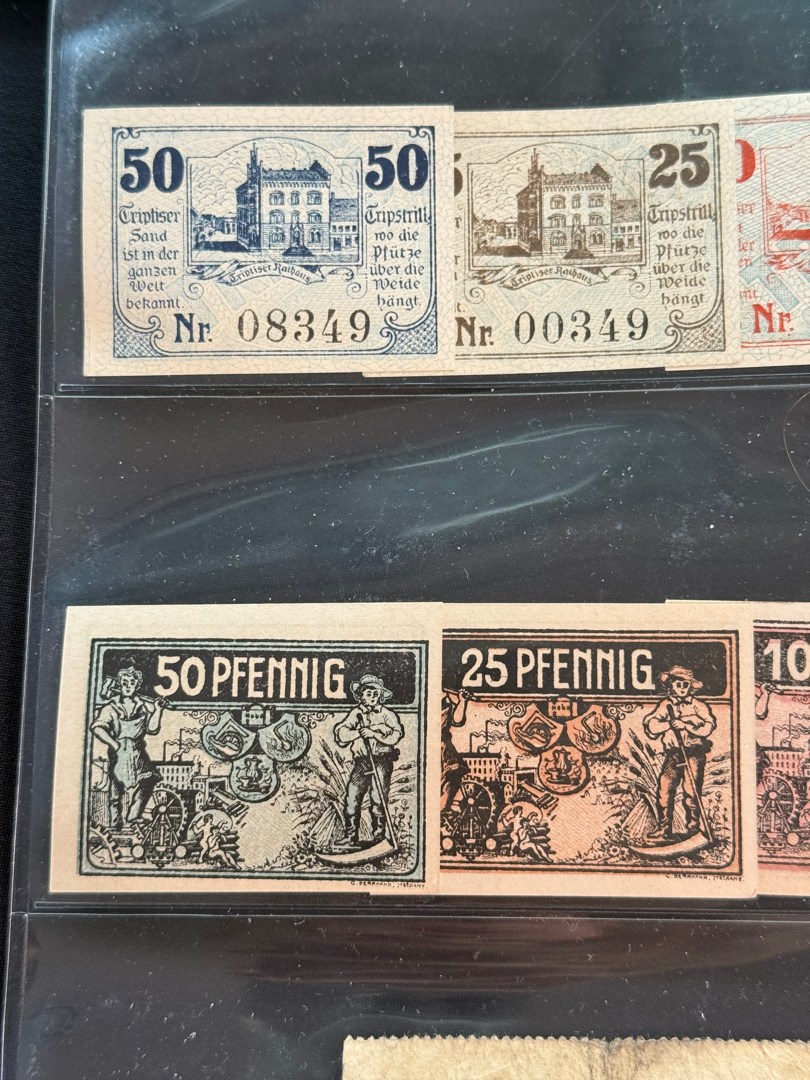 50
50
Triptiser
Sand
ist in der
ganzen
Welt
bekannt.
Tripstrill,
wo die
Pfütze
über die
Weide
hängt.
Triptiser Rathaus
Nr. 08349
25
Tripstrill,
wo die
Pfütze
über die
Weide
hängt.
Triptiser Rathaus
Nr. 00349
Nr.
50 PFENNIG
25 PFENNIG
10